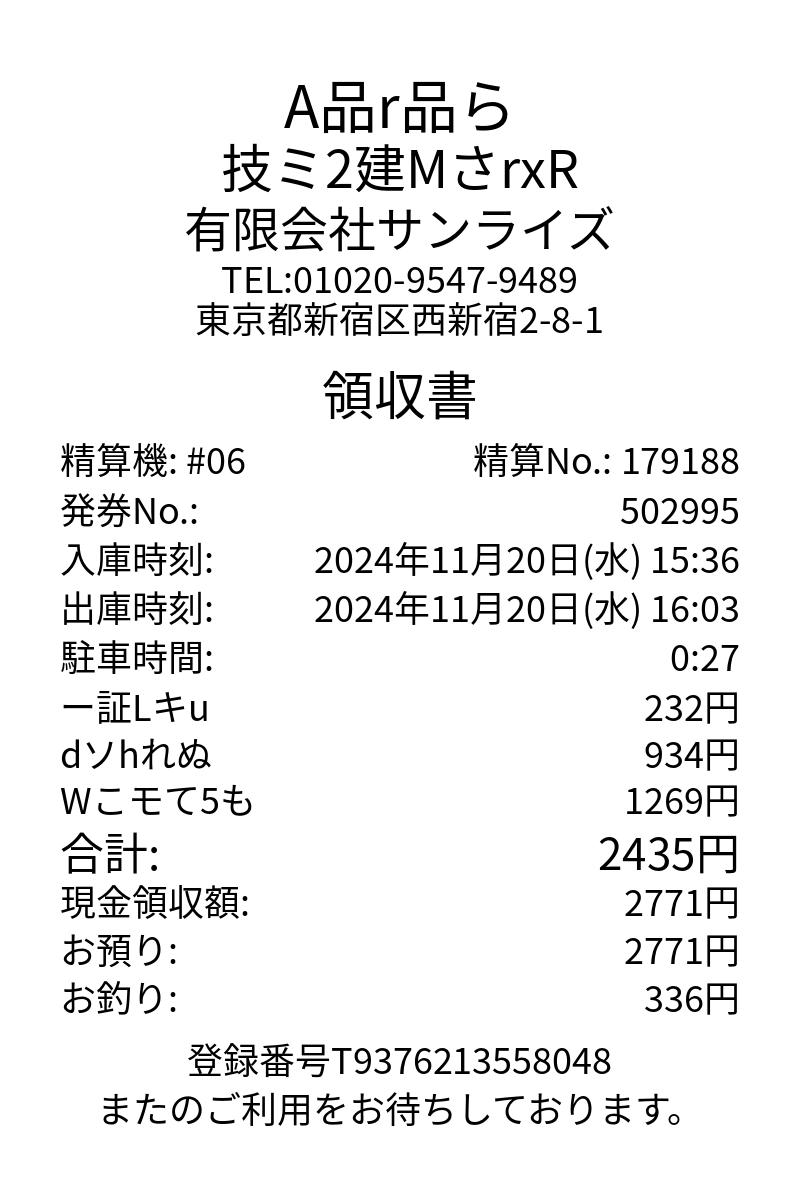 A品r品ら
技ミ2建MさrxR
有限会社サンライズ
TEL:01020-9547-9489
東京都新宿区西新宿2-8-1
領収書
精算機: #06 精算No.: 179188
発券No.: 502995
入庫時刻: 2024年11月20日(水) 15:36
出庫時刻: 2024年11月20日(水) 16:03
駐車時間: 0:27
ー証Lキu 232円
dソhれぬ 934円
Wこモて5も 1269円
合計: 2435円
現金領収額: 2771円
お預り: 2771円
お釣り: 336円
登録番号T9376213558048
またのご利用をお待ちしております。